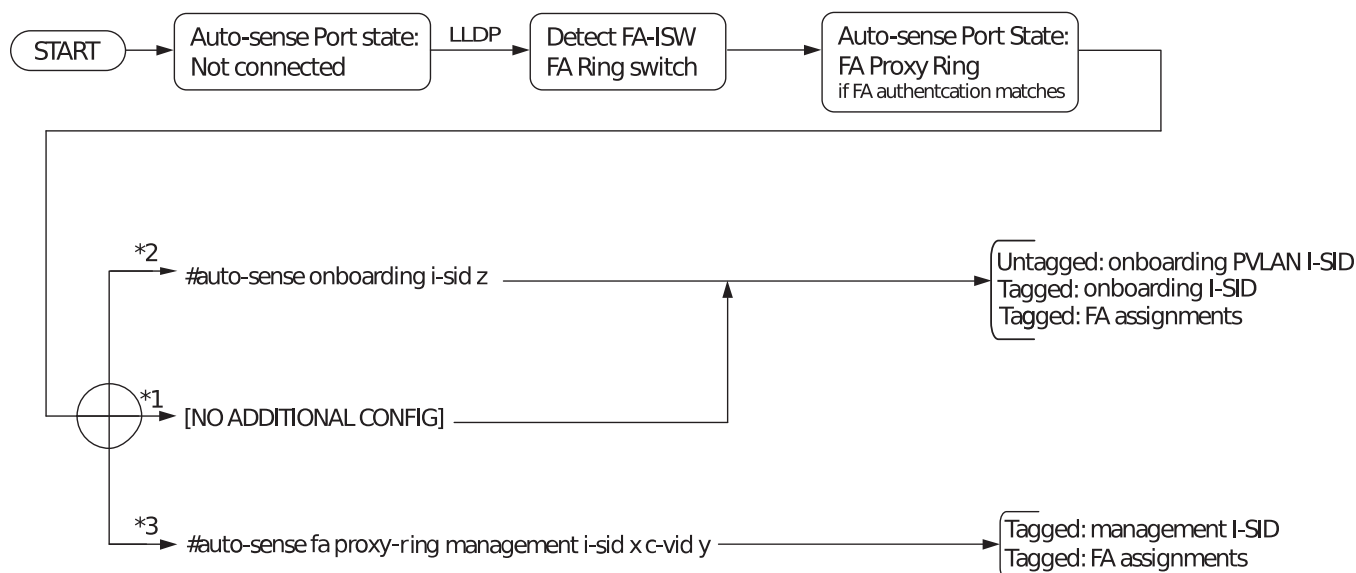 START
Auto-sense Port state:
Not connected
LLDP
Detect FA-ISW
FA Ring switch
Auto-sense Port State:
FA Proxy Ring
if FA authentcation matches
*2
#auto-sense onboarding i-sid z
Untagged: onboarding PVLAN I-SID
Tagged: onboarding I-SID
Tagged: FA assignments
*1
[NO ADDITIONAL CONFIG]
*3
#auto-sense fa proxy-ring management i-sid x c-vid y
Tagged: management I-SID
Tagged: FA assignments